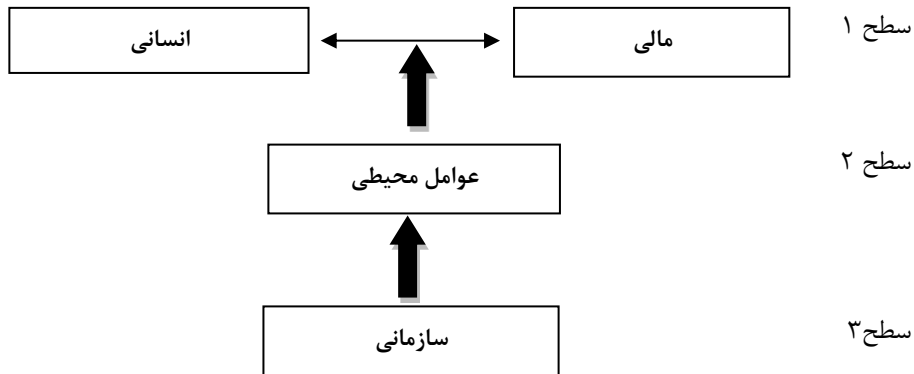 سطح ۱
مالی
انسانی
سطح ۲
عوامل محیطی
سطح۳
سازمانی